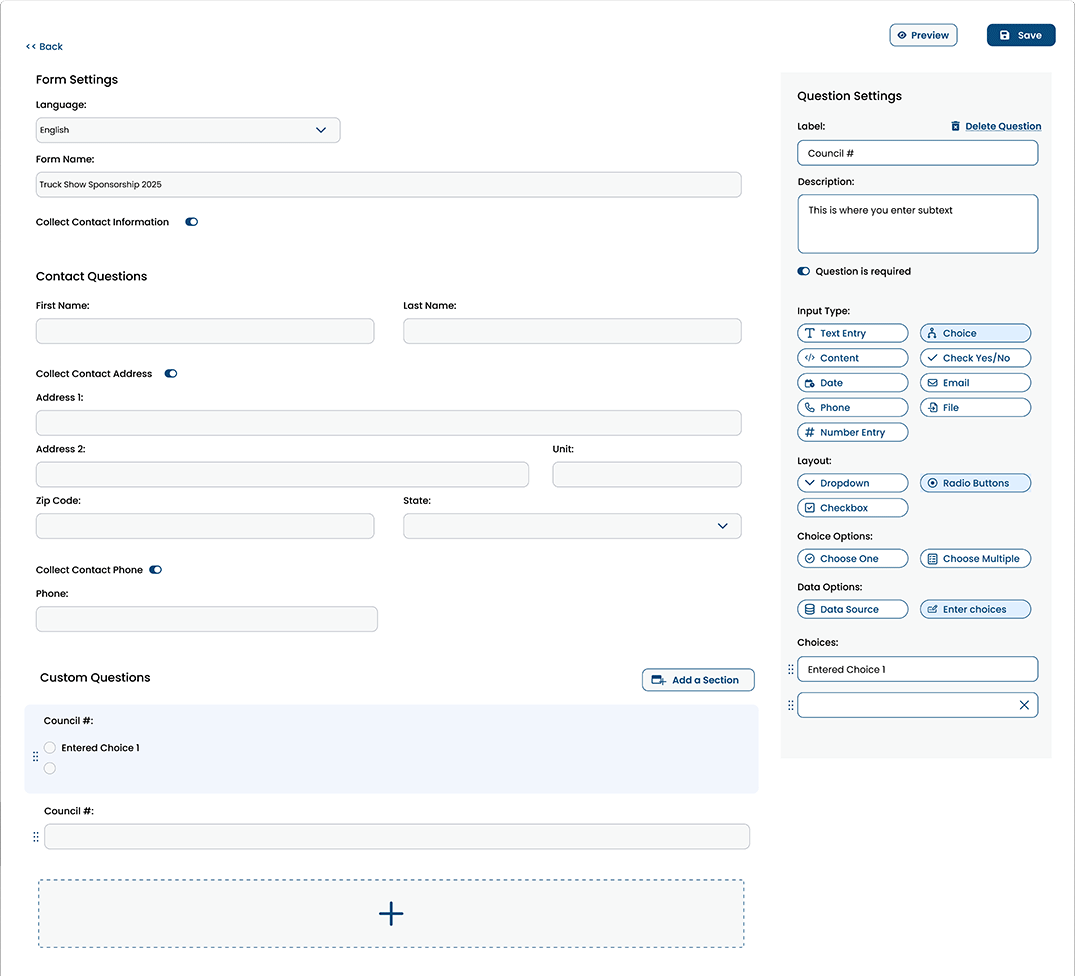 << Back
Preview
Save
Form Settings
Language:
English
Form Name:
Truck Show Sponsorship 2025
Collect Contact Information
Contact Questions
First Name:
Last Name:
Collect Contact Address
Address 1:
Address 2:
Unit:
Zip Code:
State:
Collect Contact Phone
Phone:
Custom Questions
Add a Section
Council #:
Entered Choice 1
Council #:
Question Settings
Label:
Delete Question
Council #
Description:
This is where you enter subtext
Question is required
Input Type:
Text Entry
Choice
Content
Check Yes/No
Date
Email
Phone
File
Number Entry
Layout:
Dropdown
Radio Buttons
Checkbox
Choice Options:
Choose One
Choose Multiple
Data Options:
Data Source
Enter choices
Choices:
Entered Choice 1